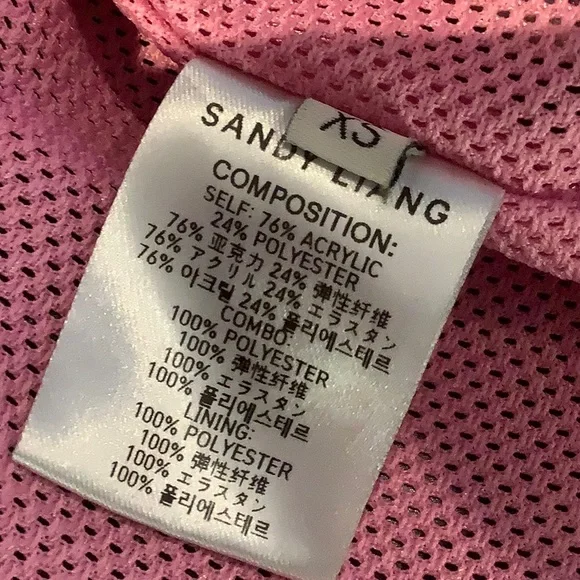 XS
SANDY LIANG
COMPOSITION:
SELF: 76% ACRYLIC
24% POLYESTER
76% 亚克力 24% 弹性纤维
76% アクリル 24% エラスタン
76% 아크릴 24% 폴리에스테르
COMBO:
100% POLYESTER
100% 弹性纤维
100% エラスタン
100% 폴리에스테르
LINING:
100% POLYESTER
100% 弹性纤维
100% エラスタン
100% 폴리에스테르